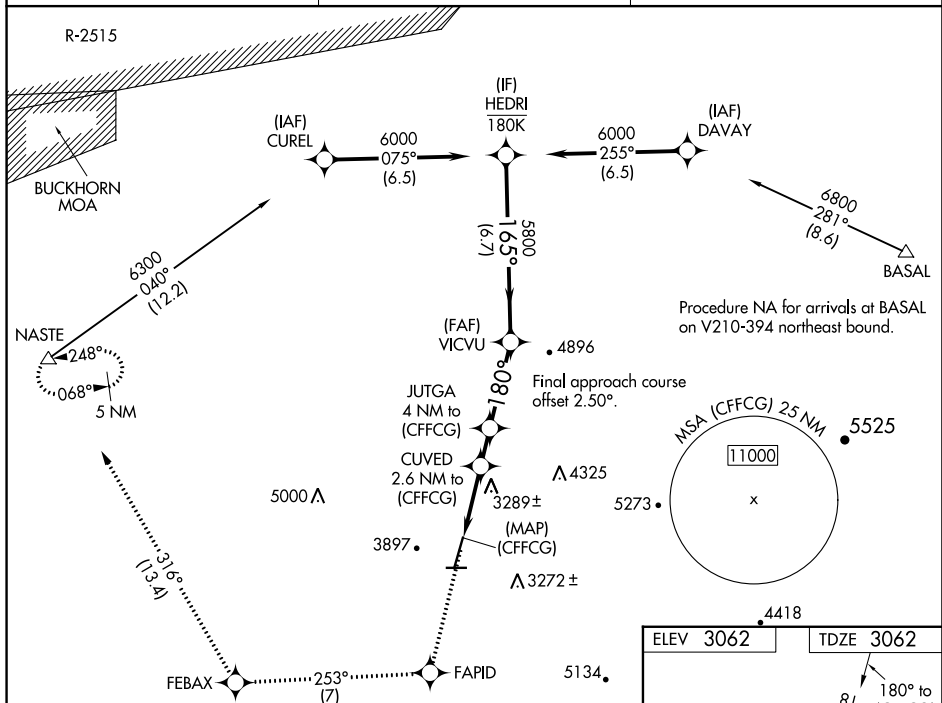 R-2515
BUCKHORN
MOA
(IAF)
CUREL
6000
075°
(6.5)
(IF)
HEDRI
180K
6000
255°
(6.5)
(IAF)
DAVAY
6800
281°
(8.6)
BASAL
Procedure NA for arrivals at BASAL
on V210-394 northeast bound.
5800
165°
(6.7)
6300
040°
(12.2)
NASTE
248°
068°
5 NM
(FAF)
VICVU
4896
180°
Final approach course
offset 2.50°.
JUTGA
4 NM to
(CFFCG)
CUVED
2.6 NM to
(CFFCG)
MSA (CFFCG) 25 NM
11000
x
5525
5273
4325
5000
3289±
(MAP)
(CFFCG)
3897
3272±
316°
(13.4)
FEBAX
253°
(7)
FAPID
5134
4418
ELEV 3062
TDZE 3062
180° to